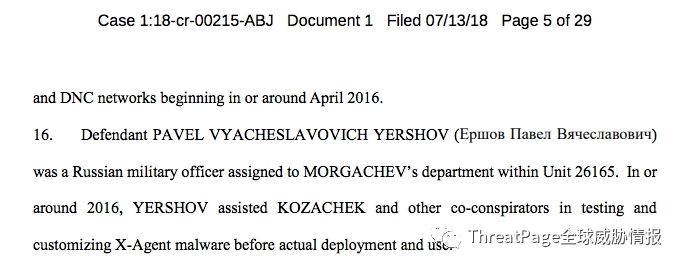 Case 1:18-cr-00215-ABJ Document 1 Filed 07/13/18 Page 5 of 29
and DNC networks beginning in or around April 2016.
16. Defendant PAVEL VYACHESLAVOVICH YERSHOV (Ершов Павел Вячеславович)
was a Russian military officer assigned to MORGACHEV's department within Unit 26165. In or
around 2016, YERSHOV assisted KOZACHEK and other co-conspirators in testing and
customizing X-Agent malware before actual deployment and use.
ThreatPage全球威胁情报